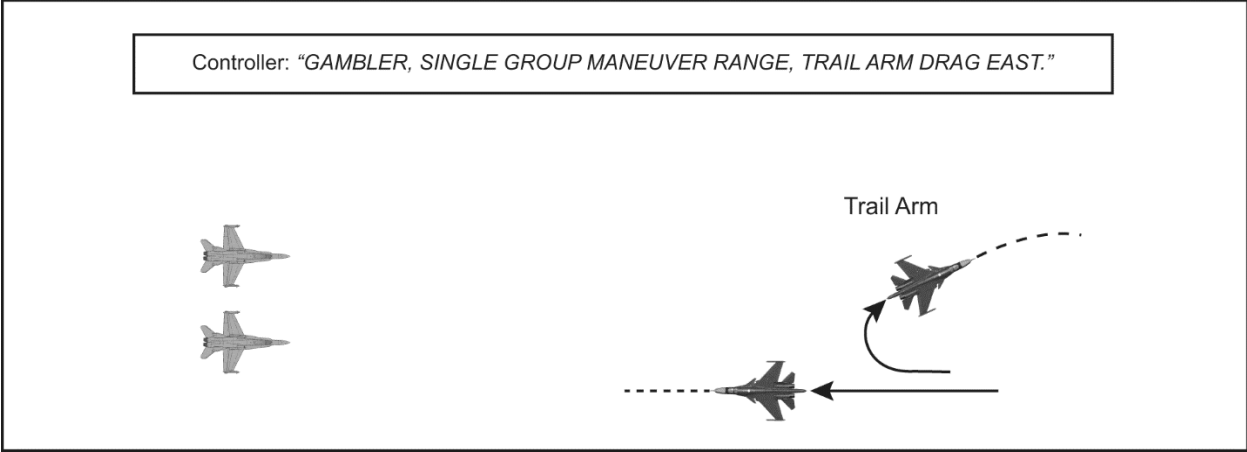 Controller: “GAMBLER, SINGLE GROUP MANEUVER RANGE, TRAIL ARM DRAG EAST.”
Trail Arm